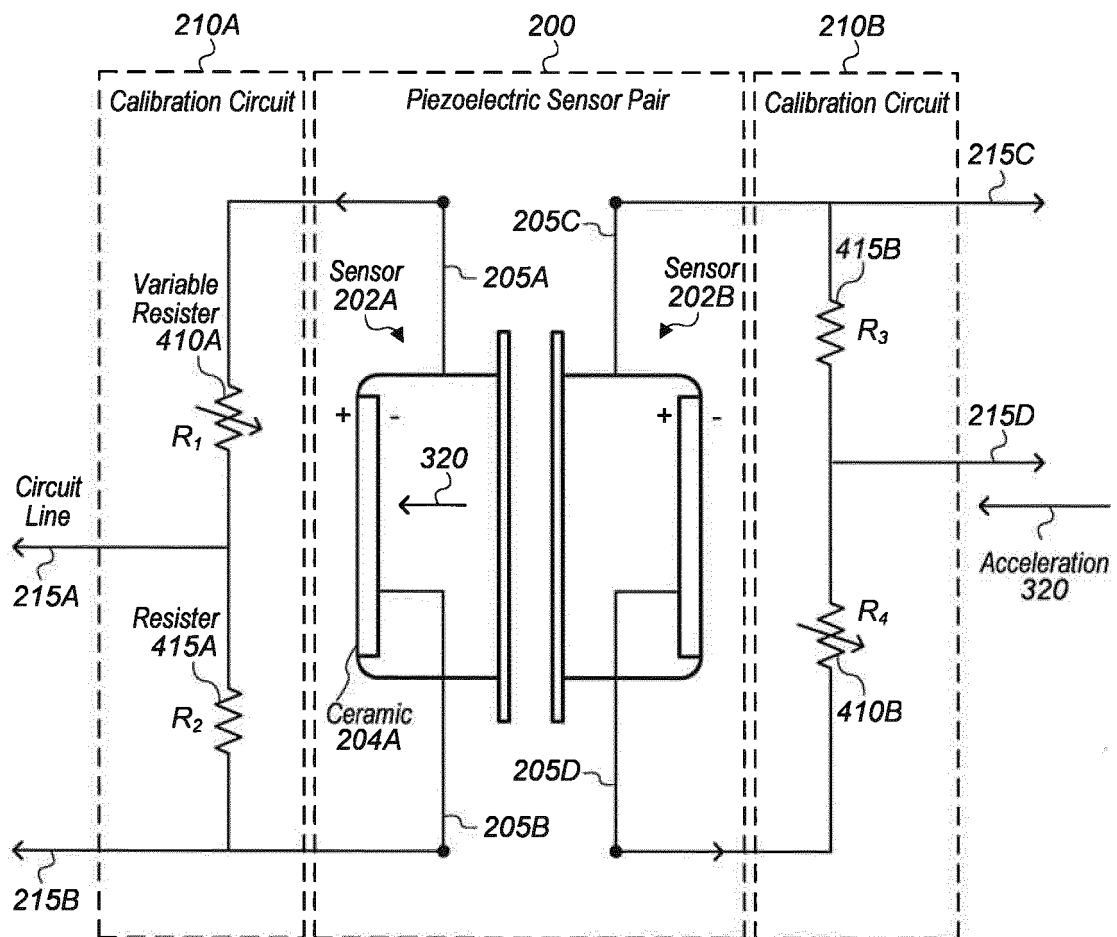 210A
200
210B
Calibration Circuit
Piezoelectric Sensor Pair
Calibration Circuit
215C
205C
415B
205A
Sensor
202A
Sensor
202B
Variable
Resister
410A
R3
+
-
+
-
R1
320
215D
Circuit
Line
215A
Acceleration
320
Resister
415A
R4
R2
Ceramic
204A
410B
205D
205B
215B